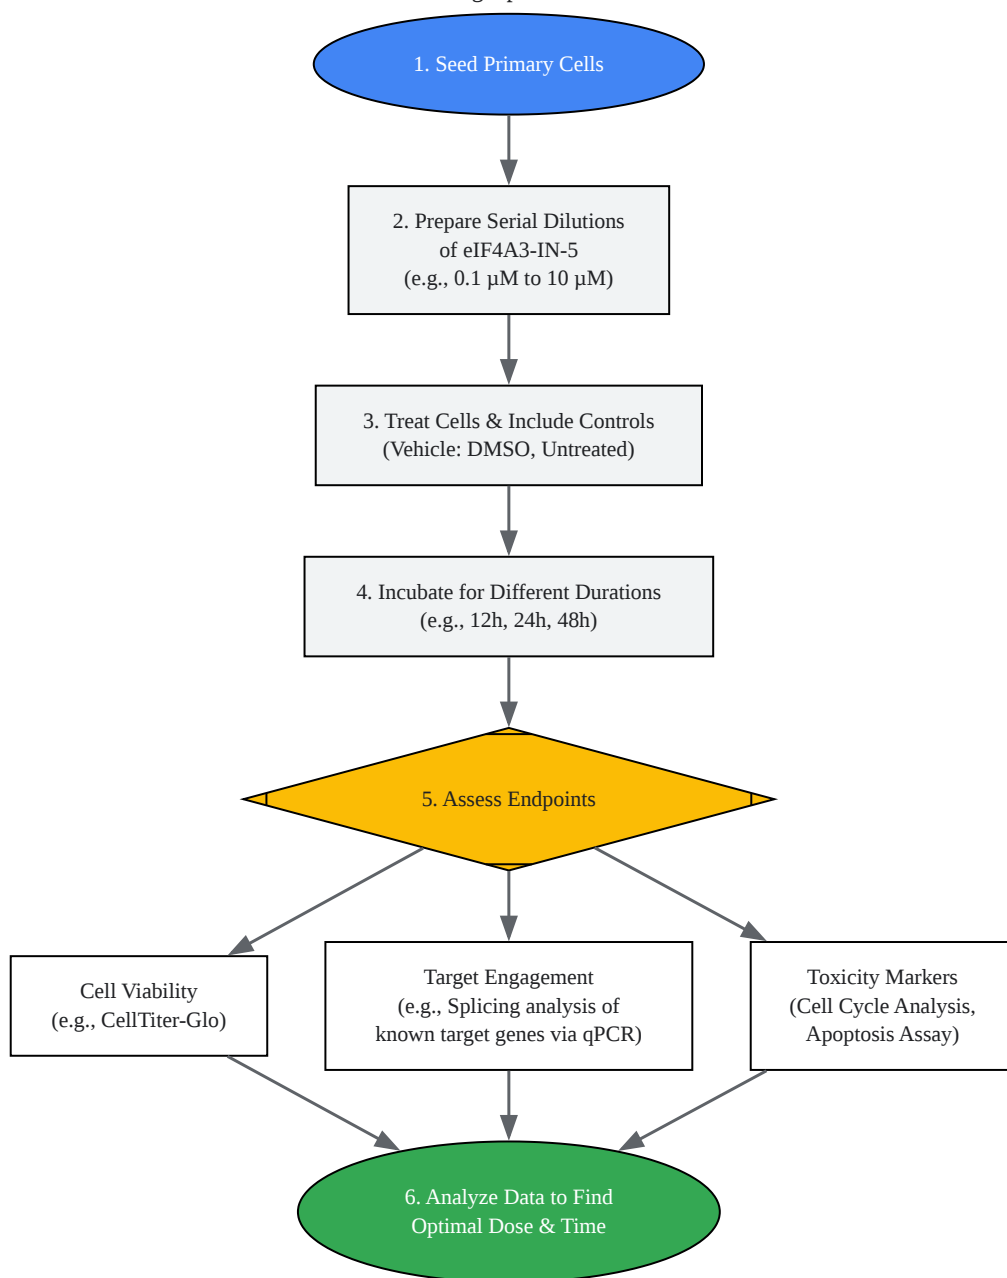 1. Seed Primary Cells
2. Prepare Serial Dilutions
of eIF4A3-IN-5
(e.g., 0.1 µM to 10 µM)
3. Treat Cells & Include Controls
(Vehicle: DMSO, Untreated)
4. Incubate for Different Durations
(e.g., 12h, 24h, 48h)
5. Assess Endpoints
Cell Viability
(e.g., CellTiter-Glo)
Target Engagement
(e.g., Splicing analysis of
known target genes via qPCR)
Toxicity Markers
(Cell Cycle Analysis,
Apoptosis Assay)
6. Analyze Data to Find
Optimal Dose & Time